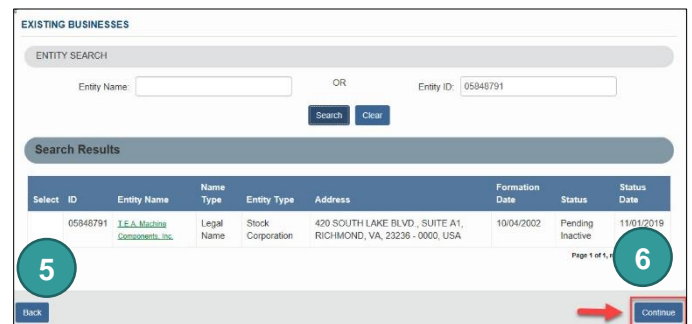 EXISTING BUSINESSES
ENTITY SEARCH
Entity Name: OR Entity ID: 05848791
Search Clear
Search Results
Select ID Entity Name Name Type Entity Type Address Formation Date Status Status Date
05848791 T.E.A. Machine Components, Inc. Legal Name Stock Corporation 420 SOUTH LAKE BLVD., SUITE A1, RICHMOND, VA, 23236 - 0000, USA 10/04/2002 Pending Inactive 11/01/2019
Page 1 of 1,
5 6
Back Continue